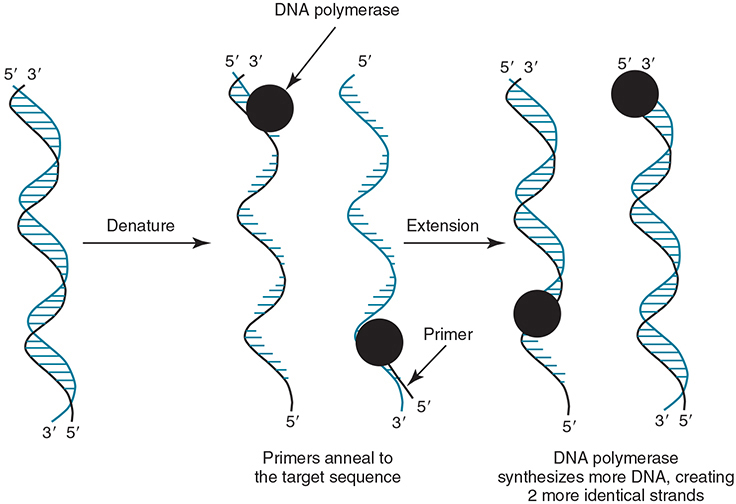 DNA polymerase
5′ 3′
5′ 3′
5′
5′ 3′
5′ 3′
Denature
Extension
Primer
3′ 5′
5′
5′
3′
5′
3′ 5′
Primers anneal to
the target sequence
DNA polymerase
synthesizes more DNA, creating
2 more identical strands